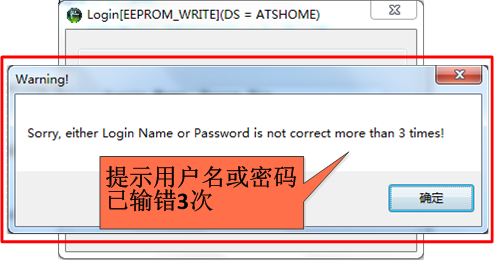 Login[EEPROM_WRITE](DS = ATSHOME)
Warning!
Sorry, either Login Name or Password is not correct more than 3 times!
提示用户名或密码
已输错3次
确定